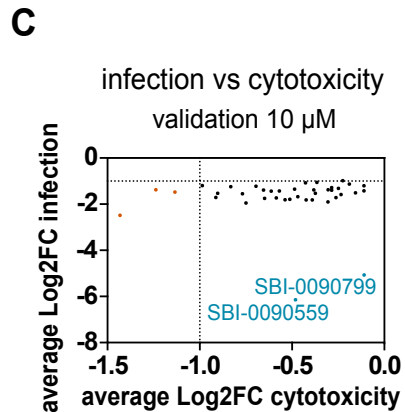 C
infection vs cytotoxicity
validation 10 µM
average Log2FC infection
0
-2
-4
-6
-8
SBI-0090799
SBI-0090559
-1.5 -1.0 -0.5 0.0
average Log2FC cytotoxicity